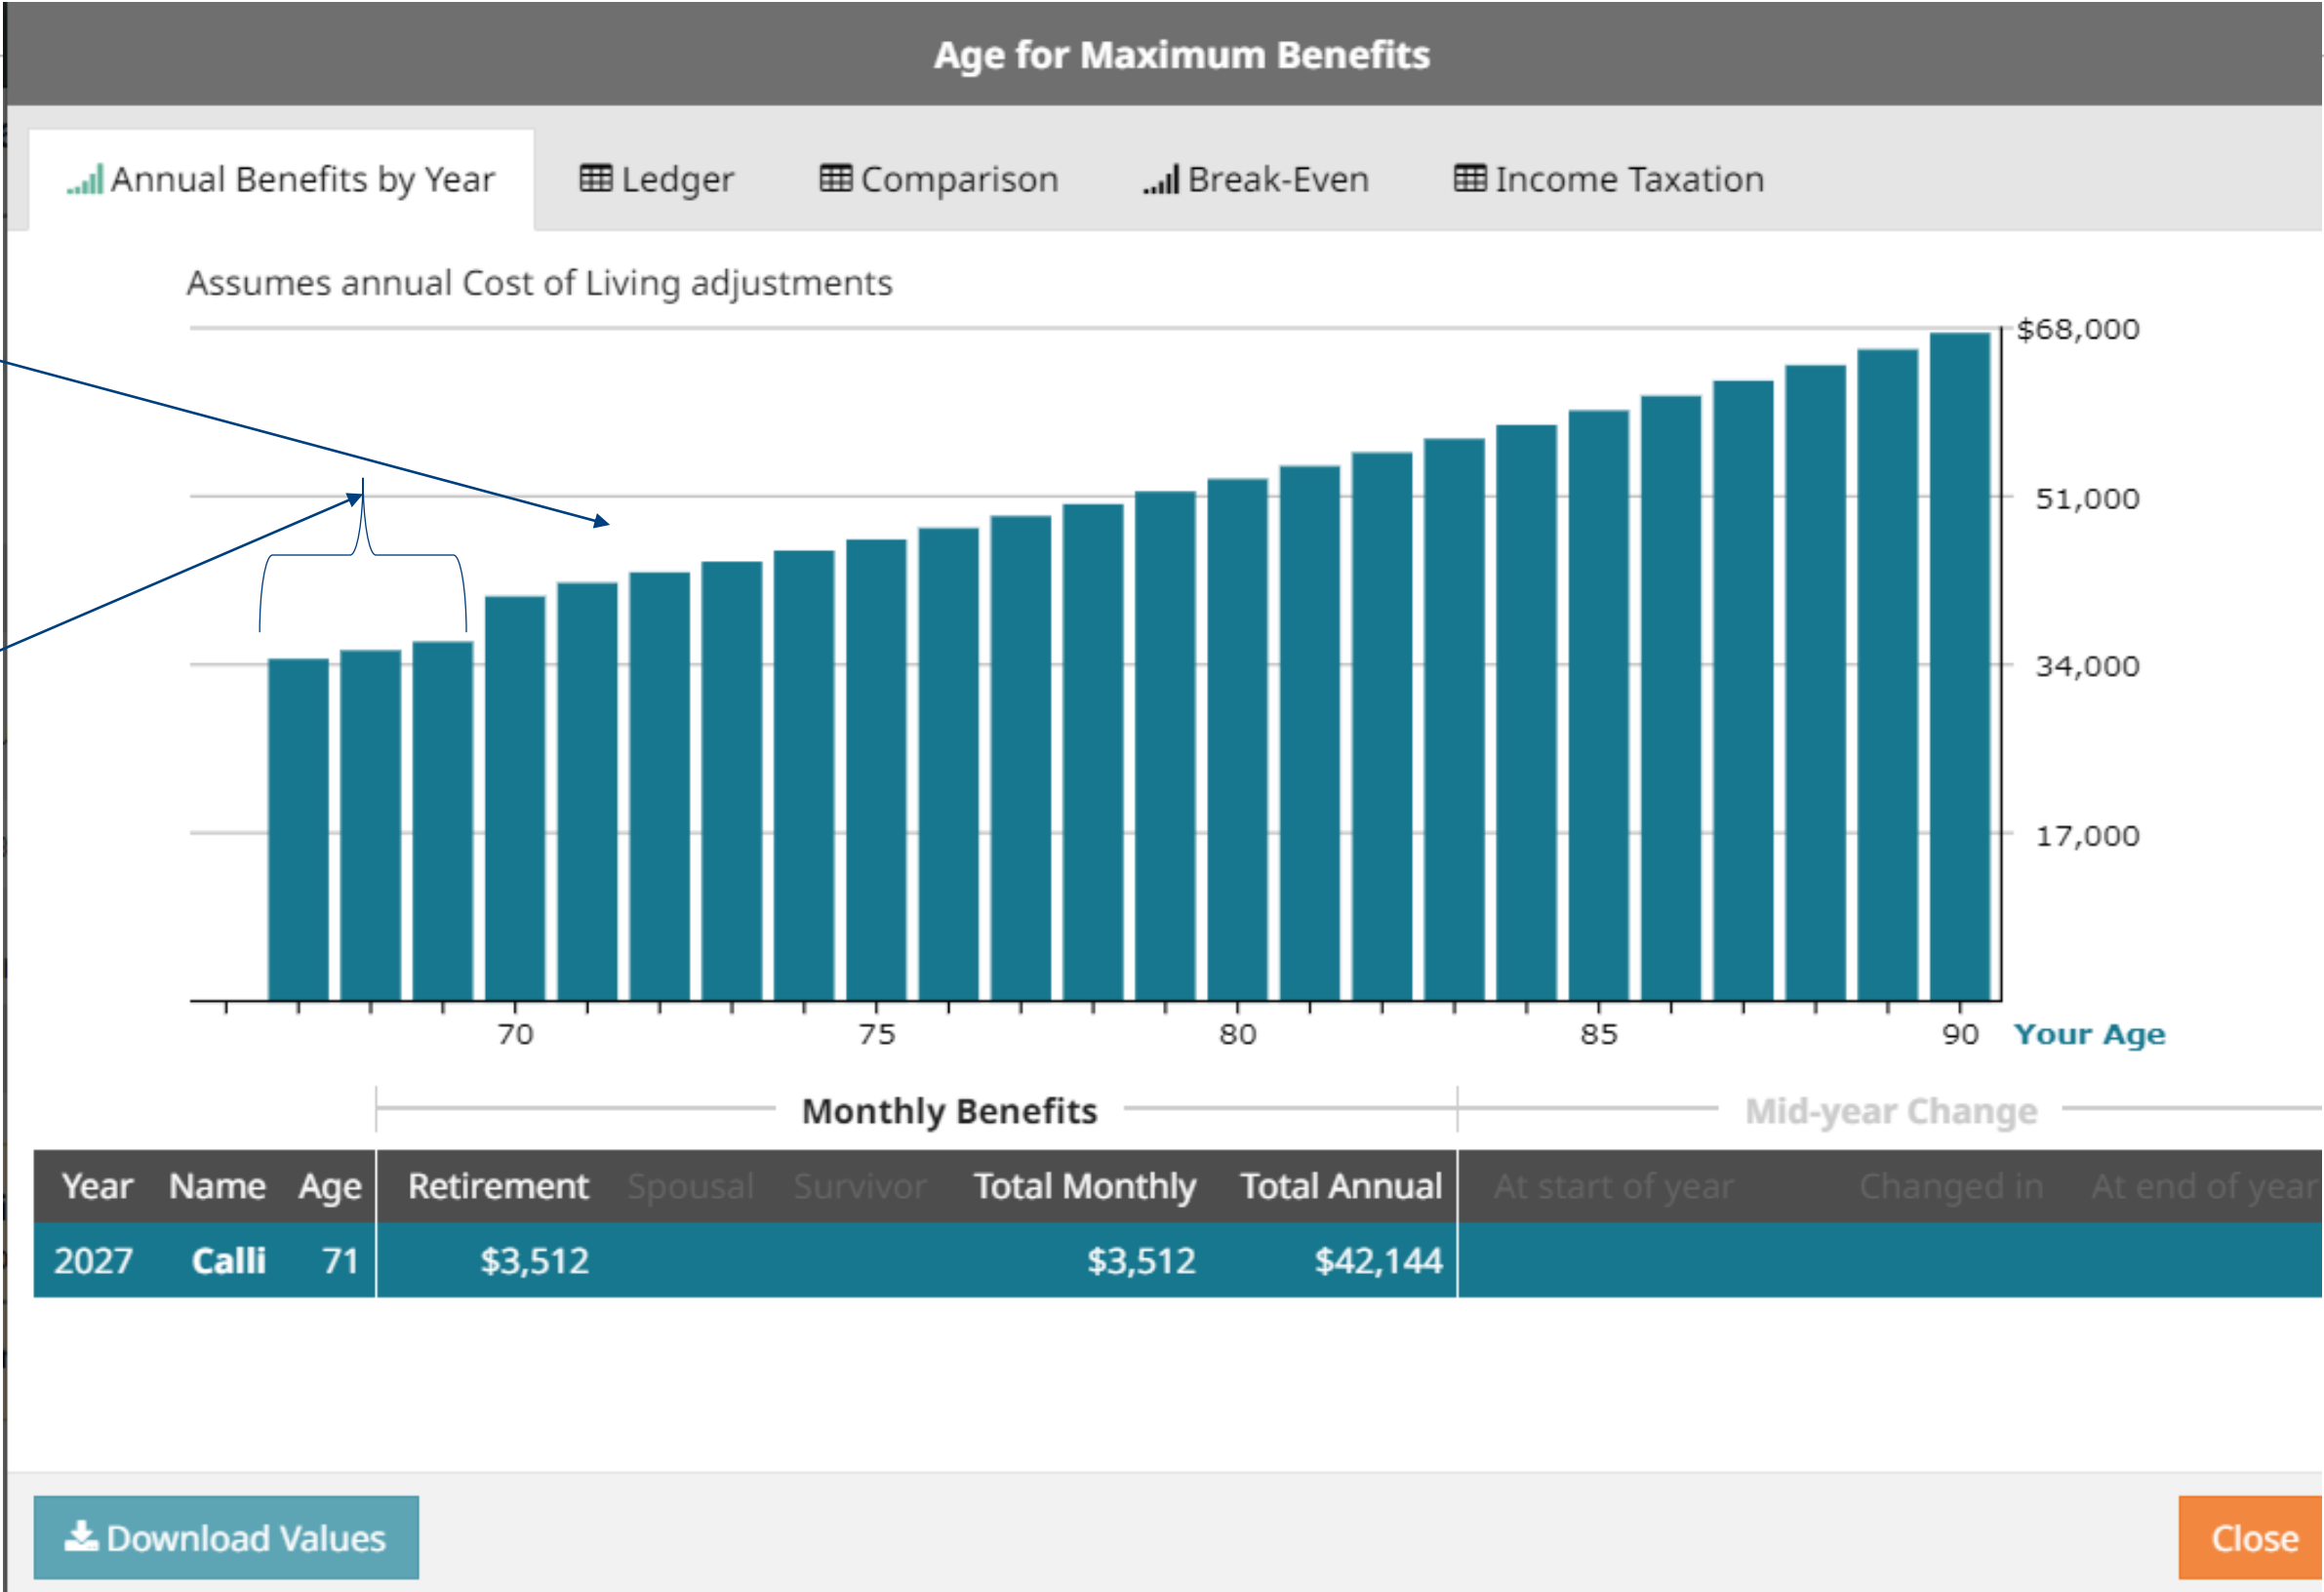 Age for Maximum Benefits
Annual Benefits by Year Ledger Comparison Break-Even Income Taxation
Assumes annual Cost of Living adjustments
$68,000
51,000
34,000
17,000
70 75 80 85 90 Your Age
Monthly Benefits Mid-year Change
Year Name Age Retirement Spousal Survivor Total Monthly Total Annual At start of year Changed in At end of year
2027 Calli 71 $3,512 $3,512 $42,144
Download Values Close